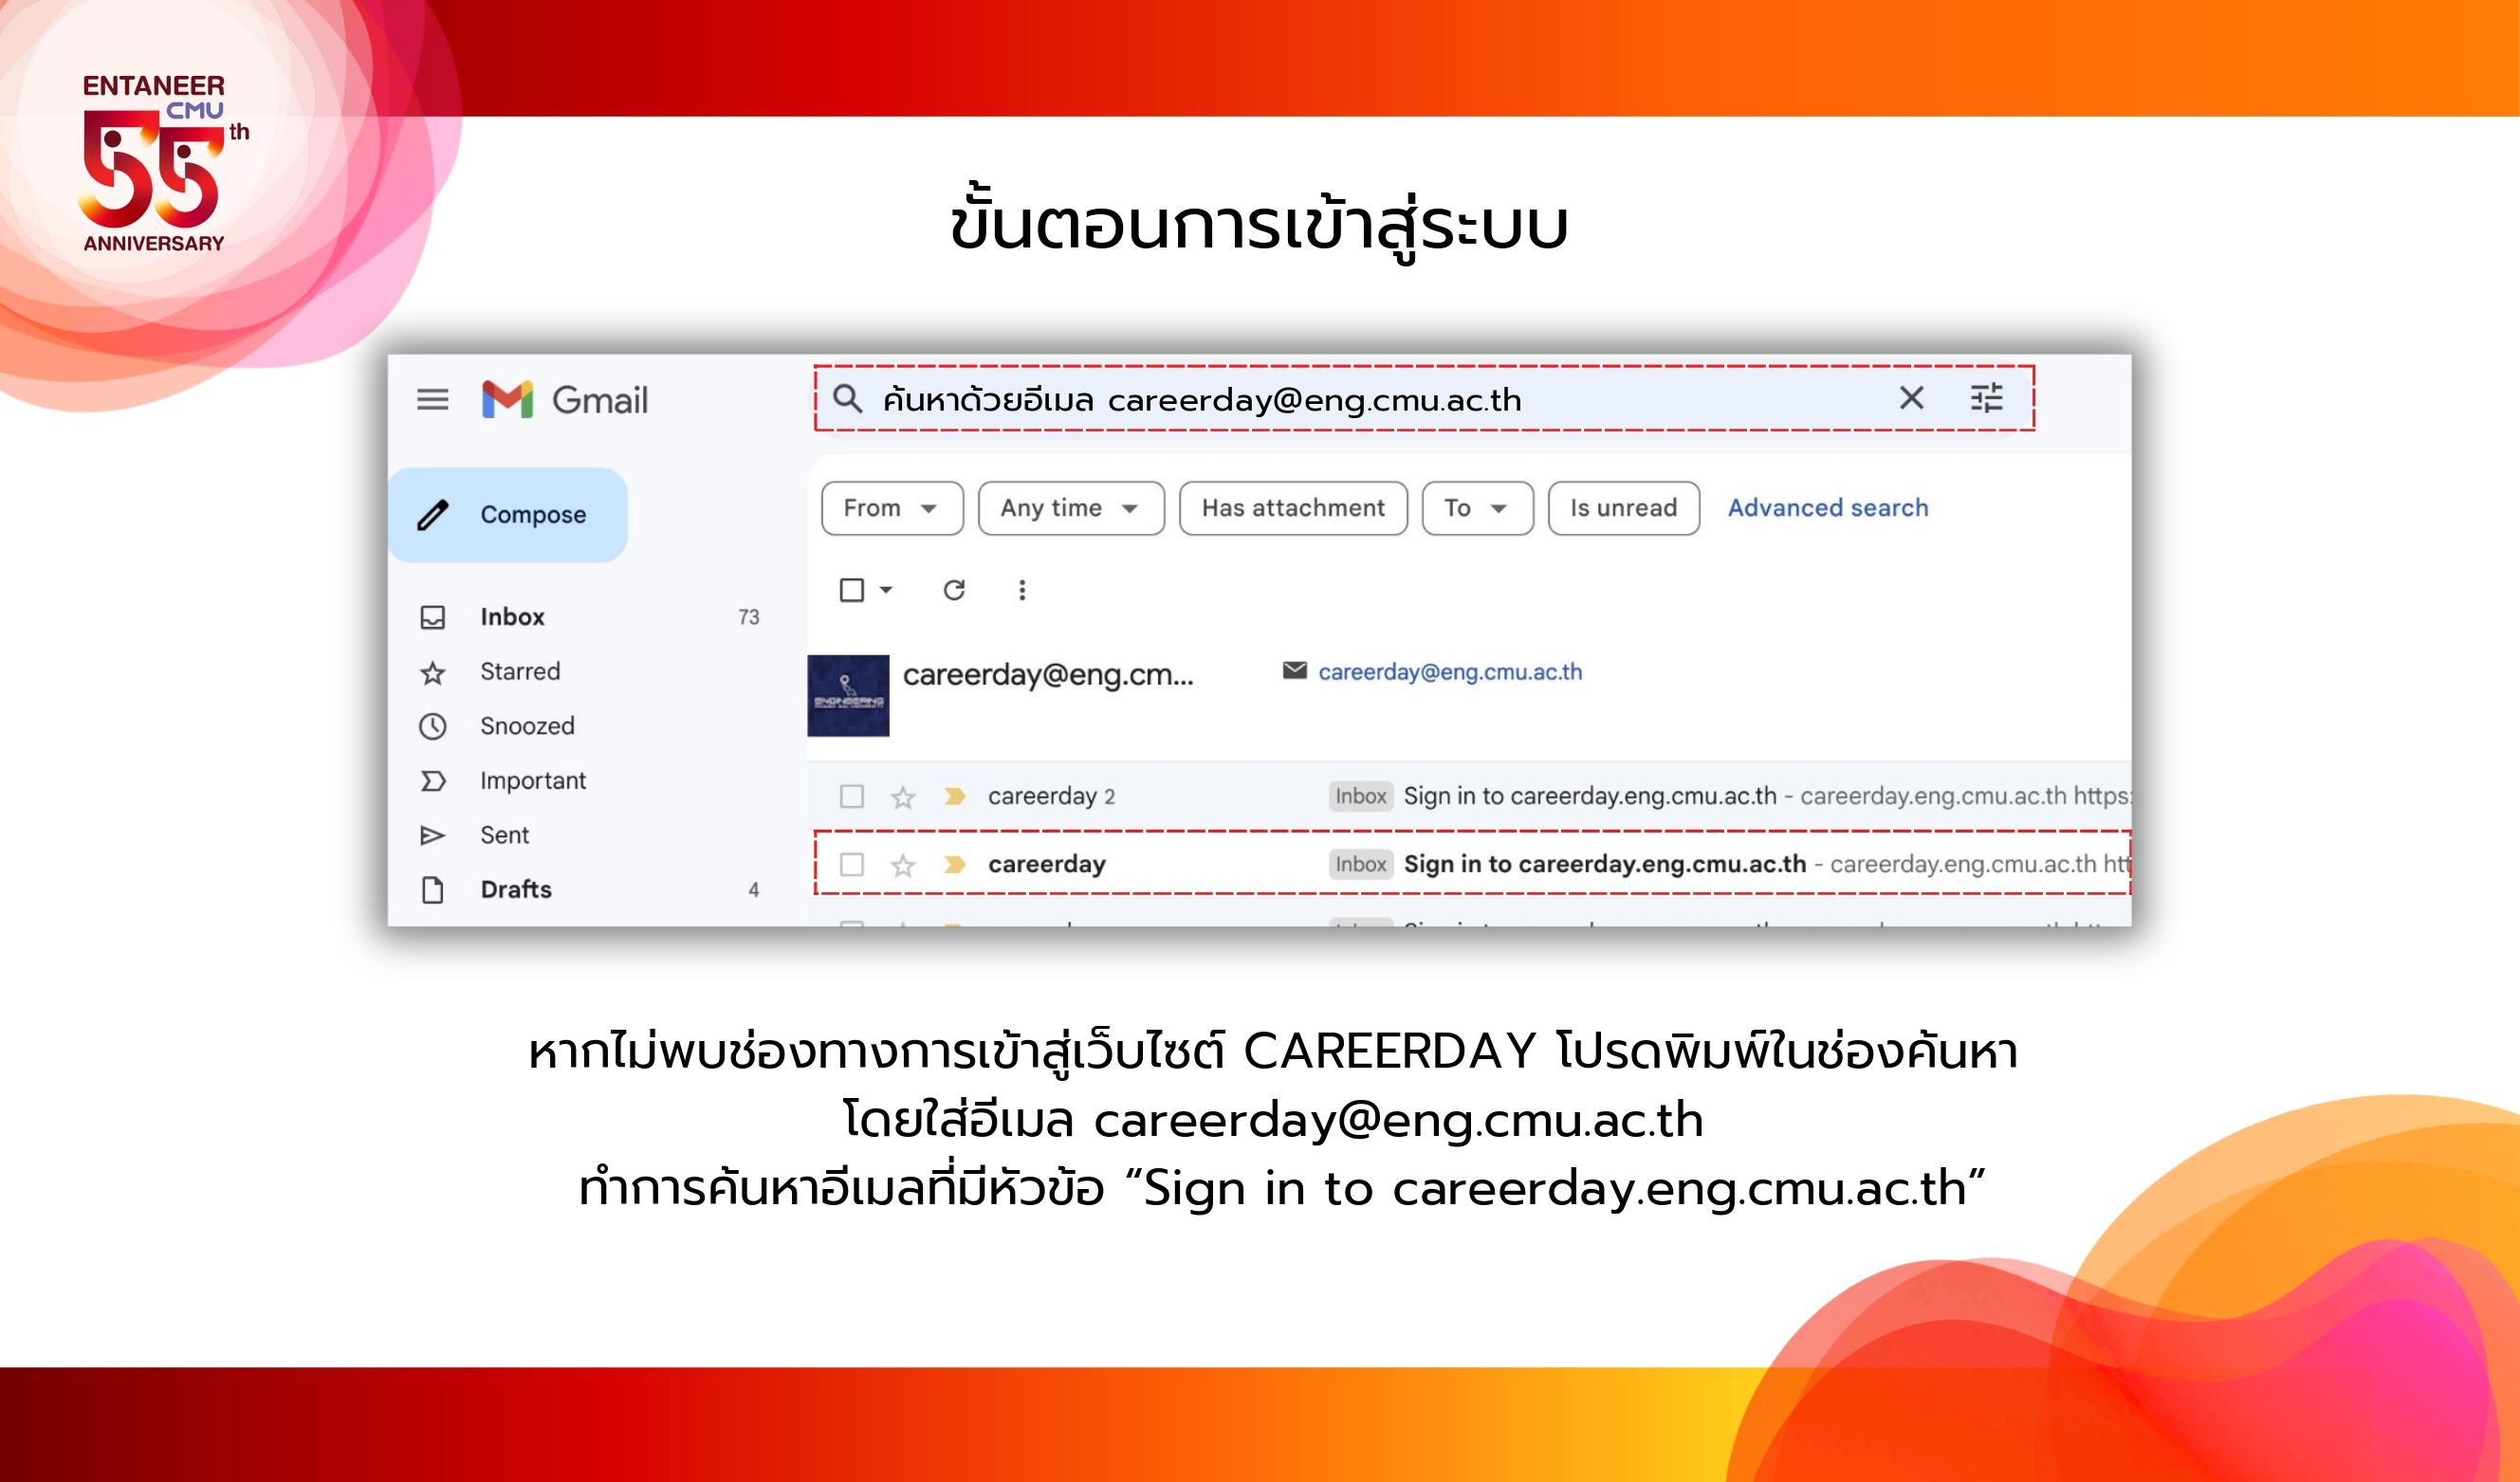 ENTANEER
CMU
55th
ANNIVERSARY
ขั้นตอนการเข้าสู่ระบบ
Gmail
ค้นหาด้วยอีเมล careerday@eng.cmu.ac.th
Compose
From
Any time
Has attachment
To
Is unread
Advanced search
Inbox 73
Starred
Snoozed
Important
Sent
Drafts 4
careerday@eng.cm...
careerday@eng.cmu.ac.th
ENGINEERING
careerday 2 Inbox Sign in to careerday.eng.cmu.ac.th - careerday.eng.cmu.ac.th https:
careerday Inbox Sign in to careerday.eng.cmu.ac.th - careerday.eng.cmu.ac.th htt
หากไม่พบช่องทางการเข้าสู่เว็บไซต์ CAREERDAY โปรดพิมพ์ในช่องค้นหา
โดยใส่อีเมล careerday@eng.cmu.ac.th
ทำการค้นหาอีเมลที่มีหัวข้อ “Sign in to careerday.eng.cmu.ac.th”